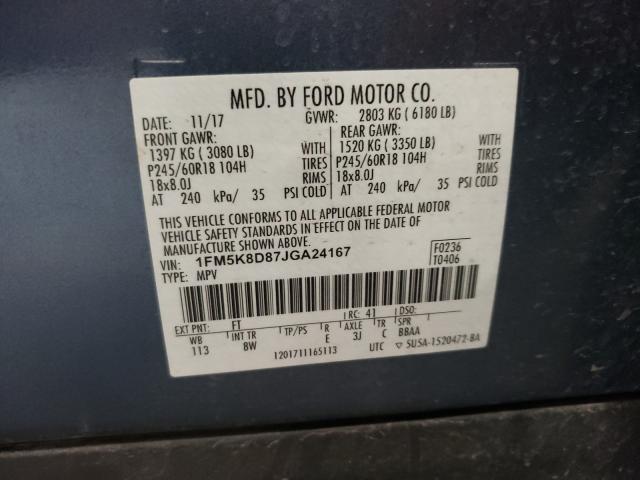 MFD. BY FORD MOTOR CO.
DATE: 11/17 GVWR: 2803 KG ( 6180 LB)
FRONT GAWR: REAR GAWR:
1397 KG ( 3080 LB) 1520 KG ( 3350 LB)
P245/60R18 104H TIRES P245/60R18 104H TIRES
18x8.0J RIMS 18x8.0J RIMS
AT 240 kPa/ 35 PSI COLD AT 240 kPa/ 35 PSI COLD
THIS VEHICLE CONFORMS TO ALL APPLICABLE FEDERAL MOTOR
VEHICLE SAFETY STANDARDS IN EFFECT ON THE DATE OF
MANUFACTURE SHOWN ABOVE.
VIN: 1FM5K8D87JGA24167 F0236
TYPE: MPV T0406
EXT PNT: FT RC: 41 DSO:
WB INT TR TP/PS R AXLE TR SPR
113 8W E 3J C BBAA
1201711165113 UTC ▽ 5USA-1520472-BA